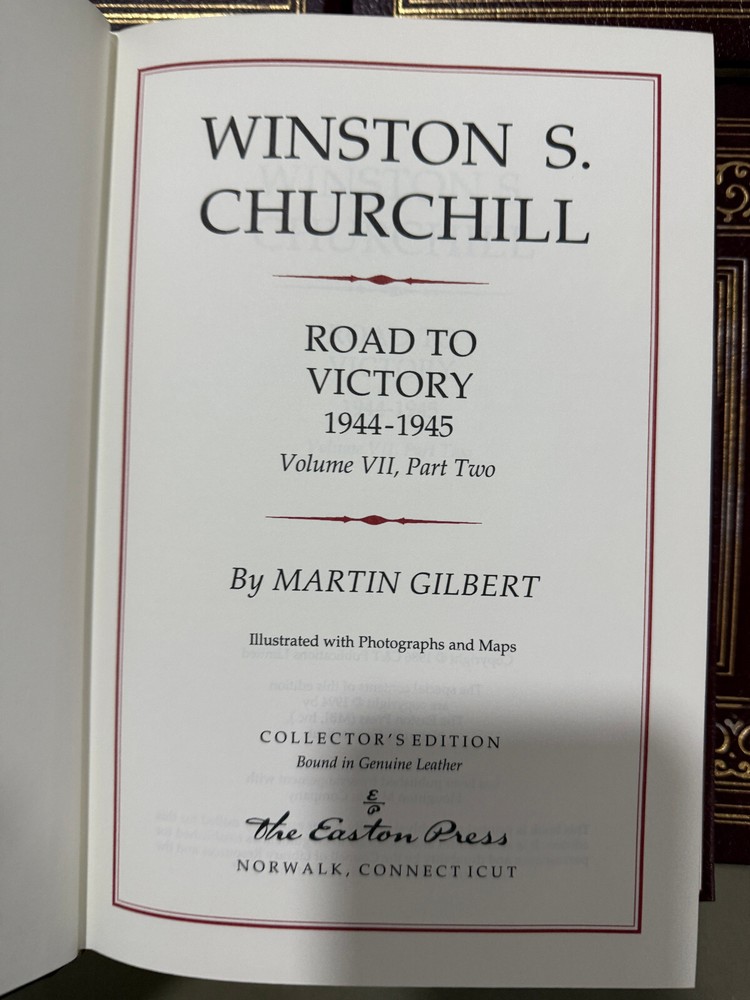 WINSTON S.
CHURCHILL
ROAD TO
VICTORY
1944-1945
Volume VII, Part Two
By MARTIN GILBERT
Illustrated with Photographs and Maps
COLLECTOR'S EDITION
Bound in Genuine Leather
E
P
The Easton Press
NORWALK, CONNECTICUT